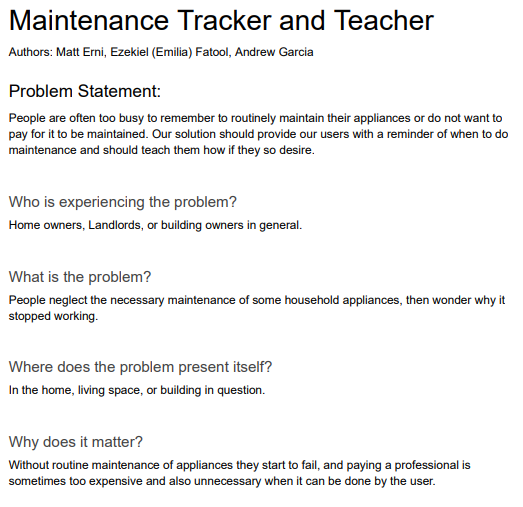 Maintenance Tracker and Teacher
Authors: Matt Erni, Ezekiel (Emilia) Fatool, Andrew Garcia
Problem Statement:
People are often too busy to remember to routinely maintain their appliances or do not want to
pay for it to be maintained. Our solution should provide our users with a reminder of when to do
maintenance and should teach them how if they so desire.
Who is experiencing the problem?
Home owners, Landlords, or building owners in general.
What is the problem?
People neglect the necessary maintenance of some household appliances, then wonder why it
stopped working.
Where does the problem present itself?
In the home, living space, or building in question.
Why does it matter?
Without routine maintenance of appliances they start to fail, and paying a professional is
sometimes too expensive and also unnecessary when it can be done by the user.